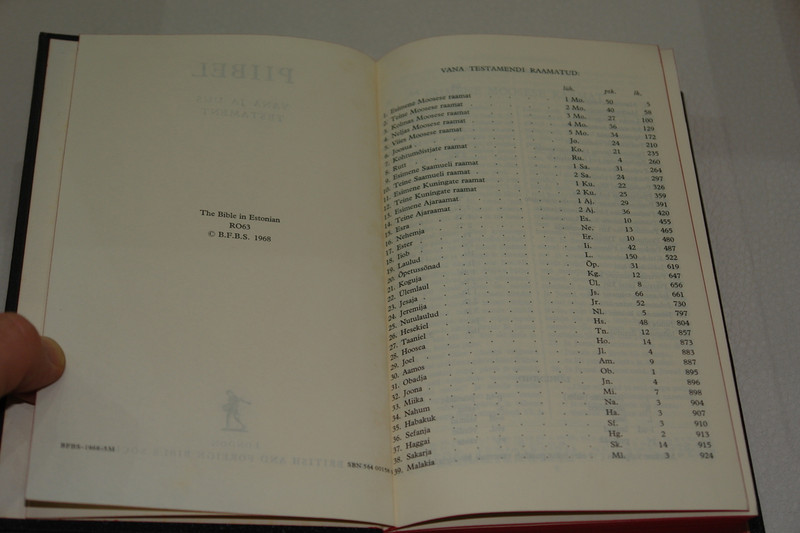 The Bible in Estonian
RO63
© B.F.B.S. 1968
BFBS-1968-5M
SBN 564
VANA TESTAMENDI RAAMATUD:
lüh. ptk. lk.
1. Esimene Moosese raamat . . . 1 Mo. 50 5
2. Teine Moosese raamat . . . 2 Mo. 40 58
3. Kolmas Moosese raamat . . . 3 Mo. 27 100
4. Neljas Moosese raamat . . . 4 Mo. 36 129
5. Viies Moosese raamat . . . 5 Mo. 34 172
6. Joosua . . . Jo. 24 210
7. Kohtumõistjate raamat . . . Ko. 21 235
8. Rutt . . . Ru. 4 260
9. Esimene Saamueli raamat . . . 1 Sa. 31 264
10. Teine Saamueli raamat . . . 2 Sa. 24 297
11. Esimene Kuningate raamat . . . 1 Ku. 22 326
12. Teine Kuningate raamat . . . 2 Ku. 25 359
13. Esimene Ajaraamat . . . 1 Aj. 29 391
14. Teine Ajaraamat . . . 2 Aj. 36 420
15. Esra . . . Es. 10 455
16. Nehemja . . . Ne. 13 465
17. Ester . . . Er. 10 480
18. Iiob . . . Ii. 42 487
19. Laulud . . . L. 150 522
20. Õpetussõnad . . . Õp. 31 619
21. Koguja . . . Kg. 12 647
22. Ülemlaul . . . Ül. 8 656
23. Jesaja . . . Js. 66 661
24. Jeremija . . . Jr. 52 730
25. Nutulaulud . . . Nl. 5 797
26. Hesekiel . . . Hs. 48 804
27. Taaniel . . . Tn. 12 857
28. Hoosea . . . Ho. 14 873
29. Joel . . . Jl. 4 883
30. Aamos . . . Am. 9 887
31. Obadja . . . Ob. 1 895
32. Joona . . . Jn. 4 896
33. Miika . . . Mi. 7 898
34. Nahum . . . Na. 3 904
35. Habakuk . . . Ha. 3 907
36. Sefanja . . . Sf. 3 910
37. Haggai . . . Hg. 2 913
38. Sakarja . . . Sk. 14 915
39. Malakia . . . Ml. 3 924